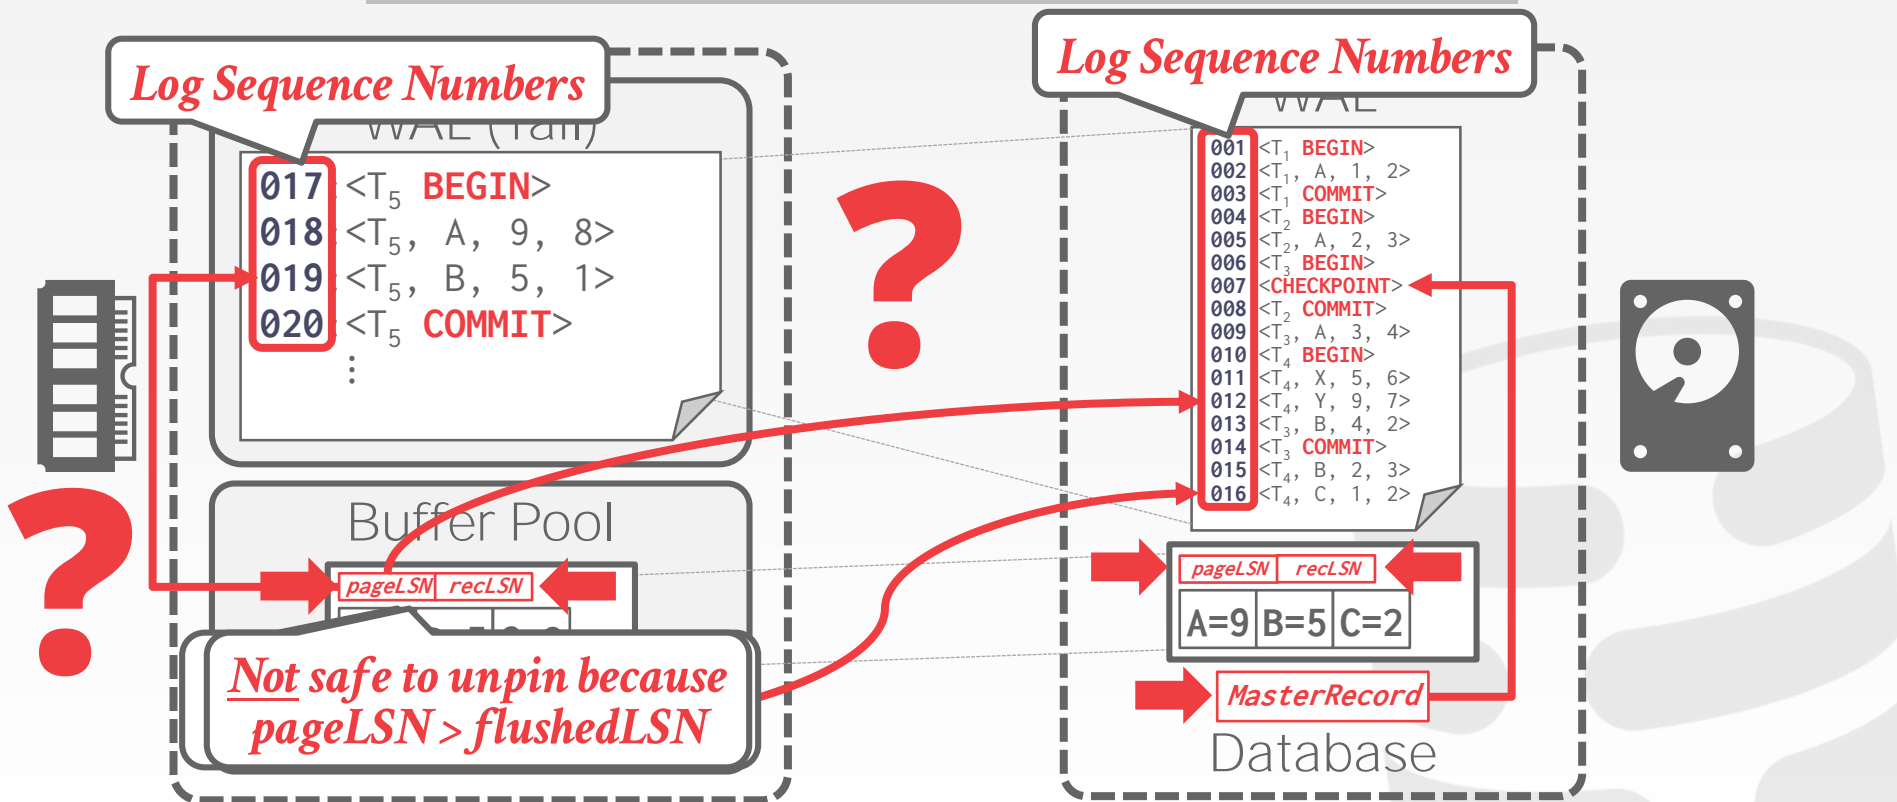 Log Sequence Numbers
WAL (Tail)
017 <T5 BEGIN>
018 <T5, A, 9, 8>
019 <T5, B, 5, 1>
020 <T5 COMMIT>
⋮
?
?
Buffer Pool
pageLSN recLSN
Not safe to unpin because
pageLSN > flushedLSN
Log Sequence Numbers
WAL
001 <T1 BEGIN>
002 <T1, A, 1, 2>
003 <T1 COMMIT>
004 <T2 BEGIN>
005 <T2, A, 2, 3>
006 <T3 BEGIN>
007 <CHECKPOINT>
008 <T2 COMMIT>
009 <T3, A, 3, 4>
010 <T4 BEGIN>
011 <T4, X, 5, 6>
012 <T4, Y, 9, 7>
013 <T3, B, 4, 2>
014 <T3 COMMIT>
015 <T4, B, 2, 3>
016 <T4, C, 1, 2>
pageLSN recLSN
A=9 B=5 C=2
MasterRecord
Database